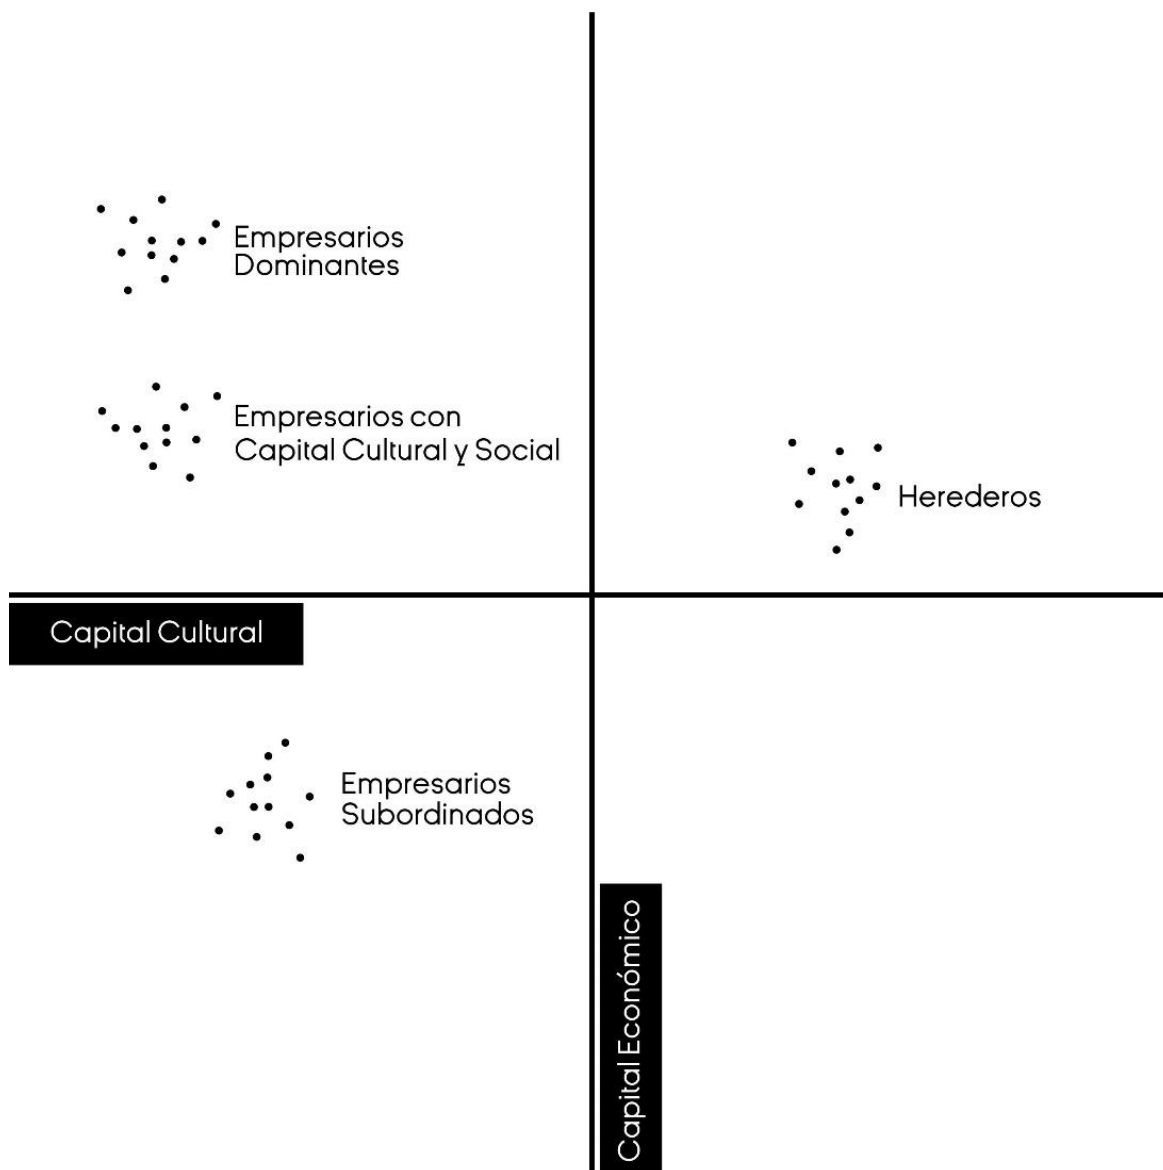 Empresarios
Dominantes
Empresarios con
Capital Cultural y Social
Herederos
Capital Cultural
Empresarios
Subordinados
Capital Económico